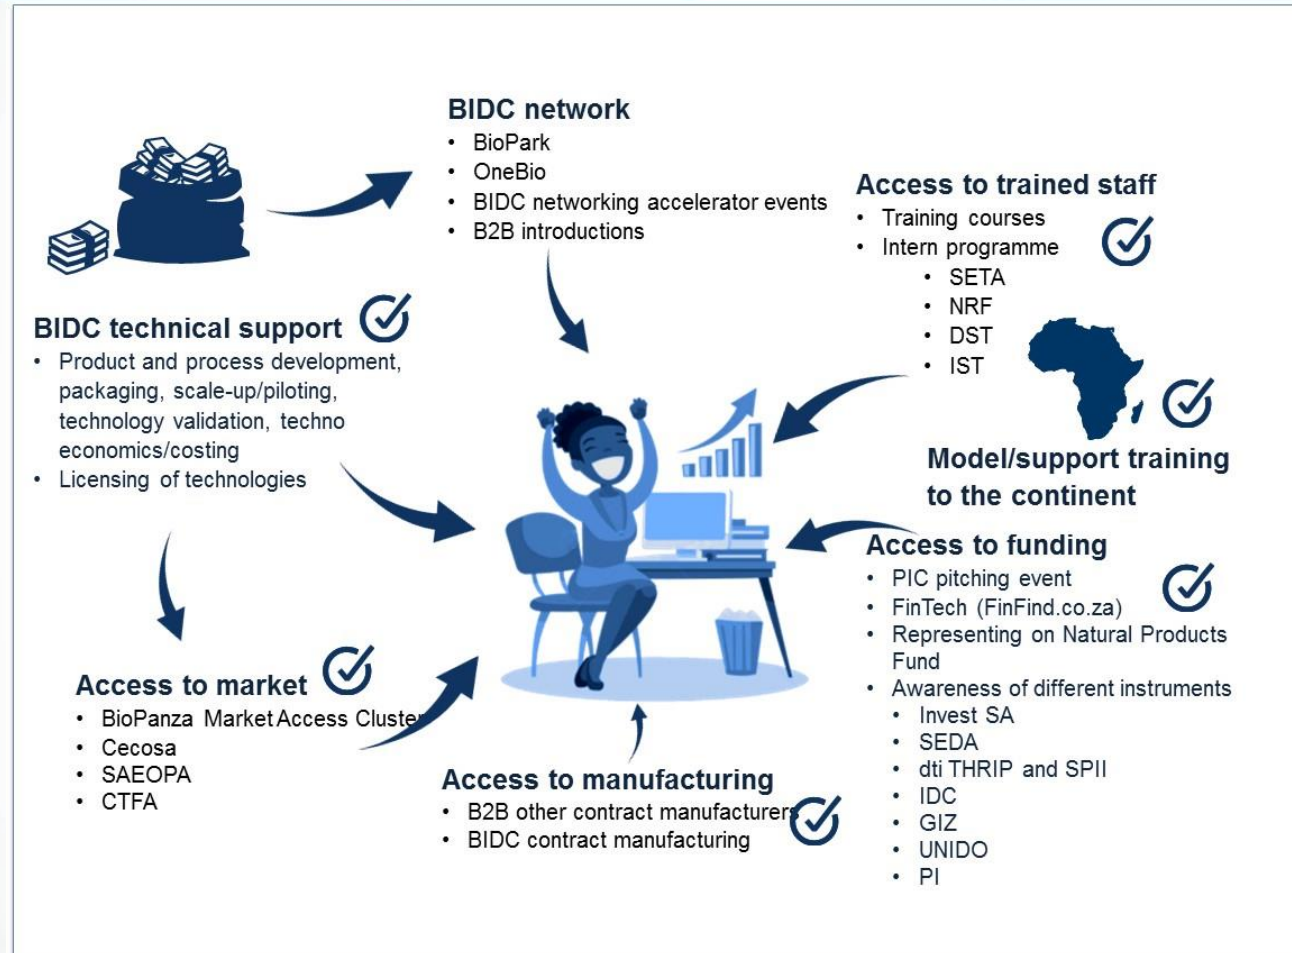 BIDC network
• BioPark
• OneBio
• BIDC networking accelerator events
• B2B introductions
Access to trained staff
• Training courses
• Intern programme
• SETA
• NRF
• DST
• IST
BIDC technical support
• Product and process development,
packaging, scale-up/piloting,
technology validation, techno
economics/costing
• Licensing of technologies
Model/support training
to the continent
Access to funding
• PIC pitching event
• FinTech (FinFind.co.za)
• Representing on Natural Products
Fund
• Awareness of different instruments
• Invest SA
• SEDA
• dti THRIP and SPII
• IDC
• GIZ
• UNIDO
• PI
Access to market
• BioPanza Market Access Cluster
• Cecosa
• SAEOPA
• CTFA
Access to manufacturing
• B2B other contract manufacturers
• BIDC contract manufacturing